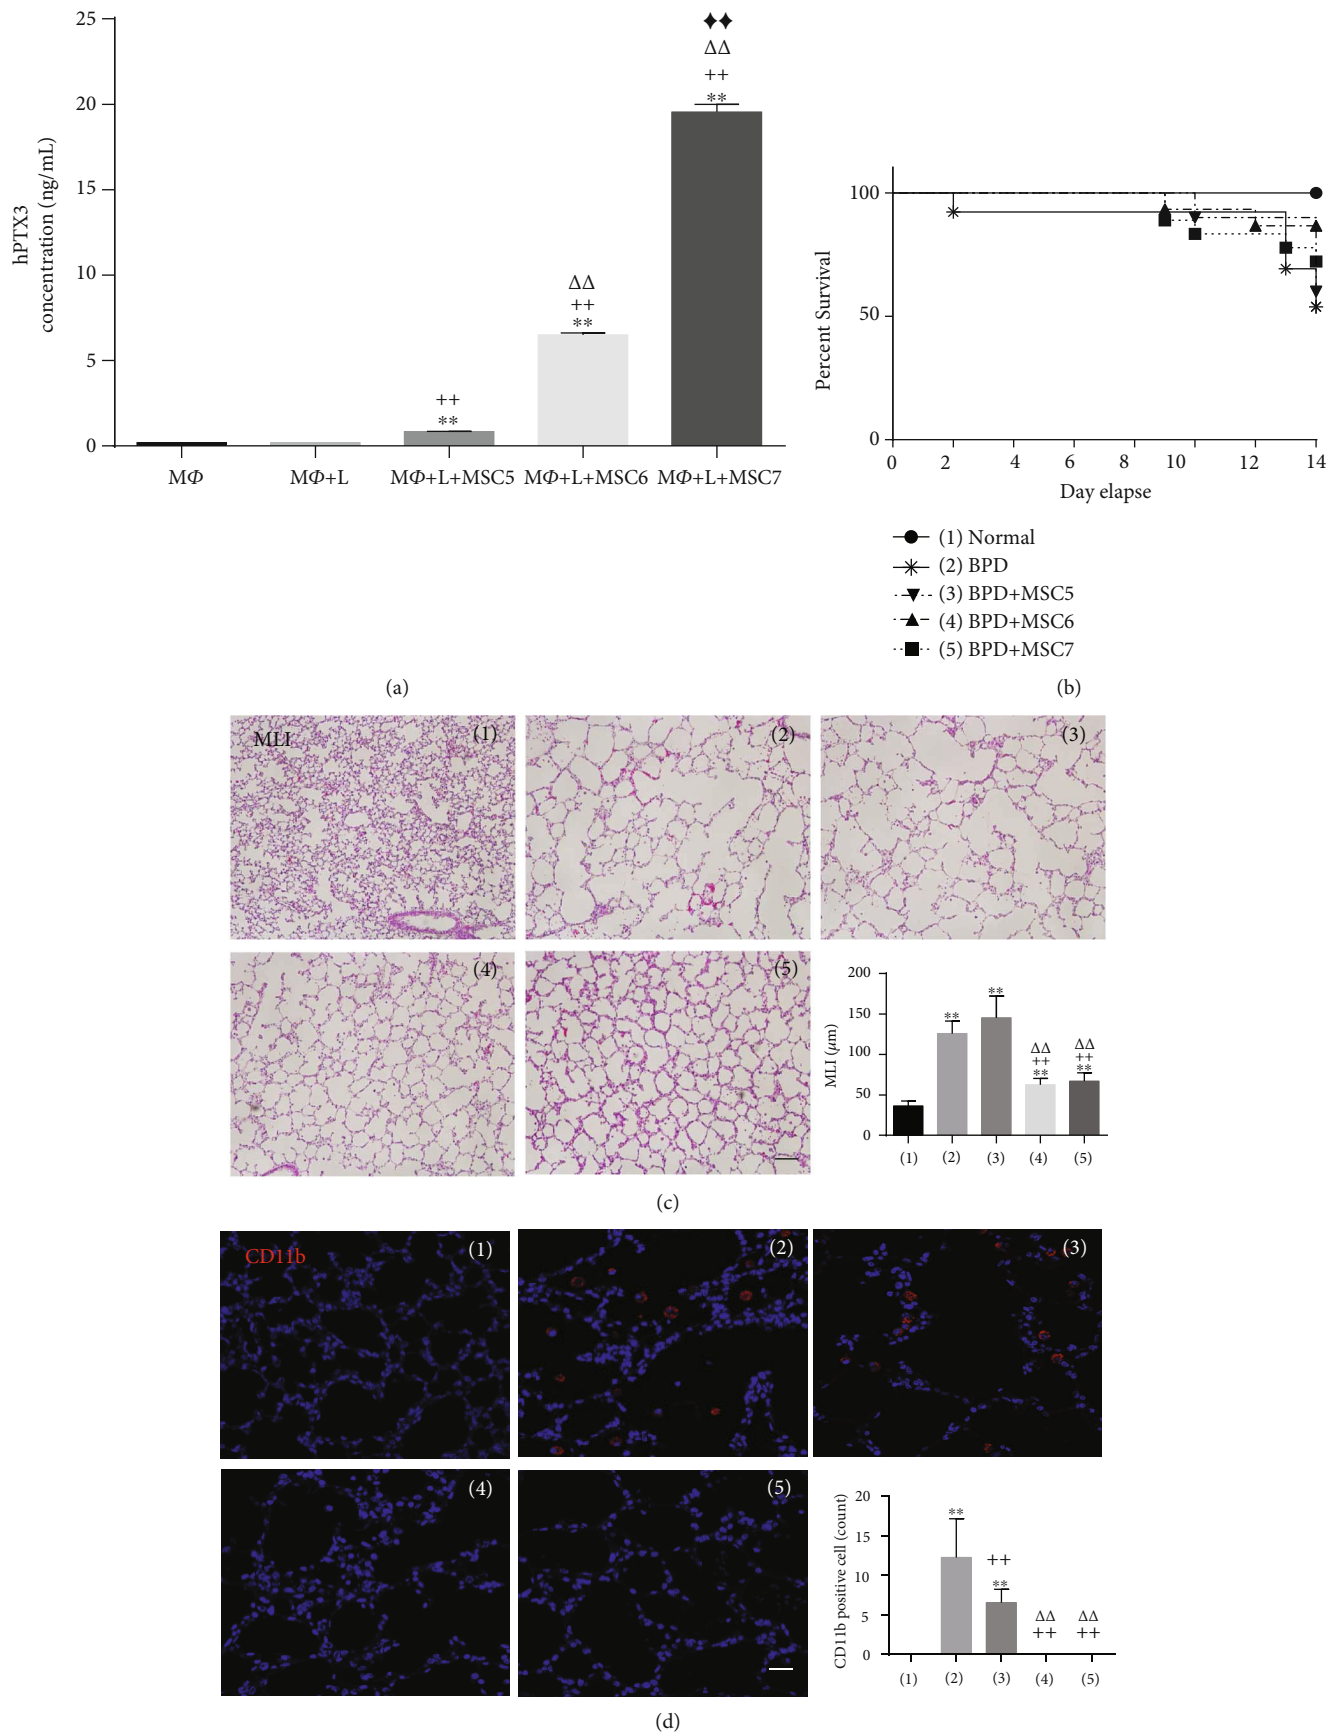 25
20
15
10
5
0
hPTX3
concentration (ng/mL)
♦♦
ΔΔ
++
**
ΔΔ
++
**
++
**
MΦ
MΦ+L
MΦ+L+MSC5
MΦ+L+MSC6
MΦ+L+MSC7
(a)
100
50
0
Percent Survival
0 2 4 6 8 10 12 14
Day elapse
(1) Normal
(2) BPD
(3) BPD+MSC5
(4) BPD+MSC6
(5) BPD+MSC7
(b)
MLI
(1)
(2)
(3)
(4)
(5)
200
150
100
50
0
MLI (μm)
**
**
ΔΔ
++
**
ΔΔ
++
**
(1) (2) (3) (4) (5)
(c)
CD11b
(1)
(2)
(3)
(4)
(5)
20
15
10
5
0
CD11b positive cell (count)
**
++
**
ΔΔ
++
ΔΔ
++
(1) (2) (3) (4) (5)
(d)